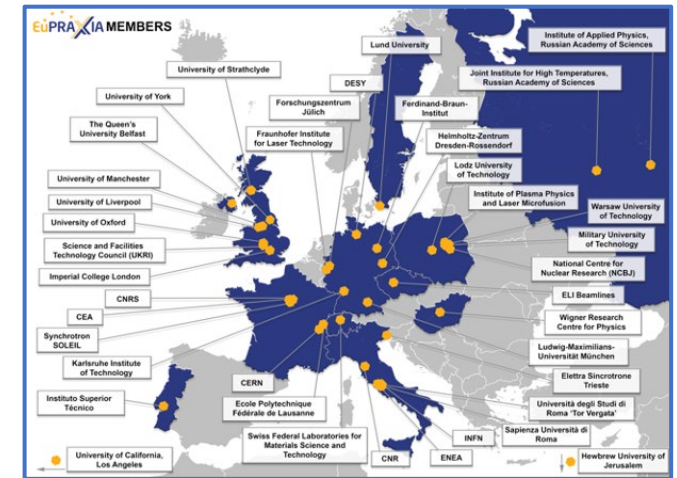 EuPRAXIA MEMBERS
Institute of Applied Physics,
Russian Academy of Sciences
Lund University
University of Strathclyde
DESY
Joint Institute for High Temperatures,
Russian Academy of Sciences
University of York
Forschungszentrum
Jülich
Ferdinand-Braun-
Institut
The Queen's
University Belfast
Fraunhofer Institute
for Laser Technology
Helmholtz-Zentrum
Dresden-Rossendorf
Lodz University
of Technology
University of Manchester
Institute of Plasma Physics
and Laser Microfusion
University of Liverpool
Warsaw University
of Technology
University of Oxford
Military University
of Technology
Science and Facilities
Technology Council (UKRI)
National Centre for
Nuclear Research (NCBJ)
Imperial College London
CNRS
ELI Beamlines
CEA
Wigner Research
Centre for Physics
Synchrotron
SOLEIL
Ludwig-Maximilians-
Universität München
Karlsruhe Institute
of Technology
Elettra Sincrotrone
Trieste
CERN
Instituto Superior
Técnico
Ecole Polytechnique
Fédérale de Lausanne
Università degli Studi di
Roma 'Tor Vergata'
Swiss Federal Laboratories for
Materials Science and
Technology
INFN
Sapienza Università di
Roma
CNR
ENEA
University of California,
Los Angeles
Hewbrew University of
Jerusalem